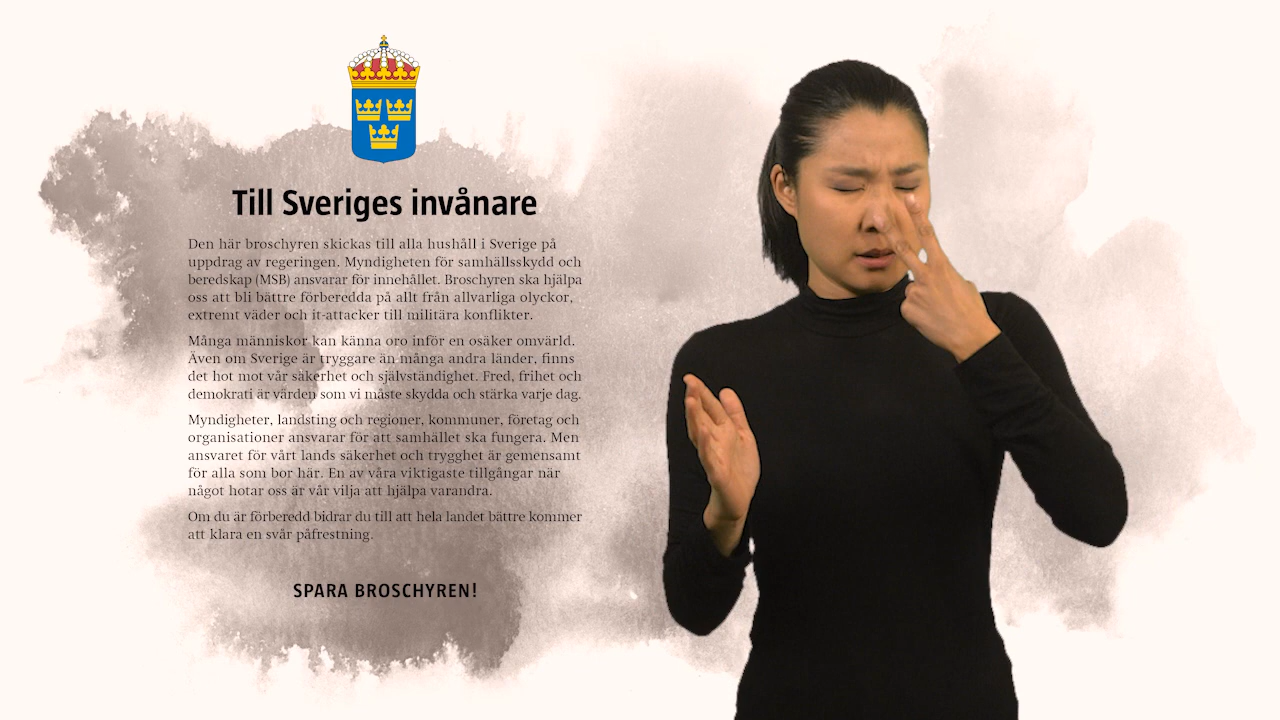 Till Sveriges invånare
Den här broschyren skickas till alla hushåll i Sverige på
uppdrag av regeringen. Myndigheten för samhällsskydd och
beredskap (MSB) ansvarar för innehållet. Broschyren ska hjälpa
oss att bli bättre förberedda på allt från allvarliga olyckor,
extremt väder och it-attacker till militära konflikter.
Många människor kan känna oro inför en osäker omvärld.
Även om Sverige är tryggare än många andra länder, finns
det hot mot vår säkerhet och självständighet. Fred, frihet och
demokrati är värden som vi måste skydda och stärka varje dag.
Myndigheter, landsting och regioner, kommuner, företag och
organisationer ansvarar för att samhället ska fungera. Men
ansvaret för vårt lands säkerhet och trygghet är gemensamt
för alla som bor här. En av våra viktigaste tillgångar när
något hotar oss är vår vilja att hjälpa varandra.
Om du är förberedd bidrar du till att hela landet bättre kommer
att klara en svår påfrestning.
SPARA BROSCHYREN!